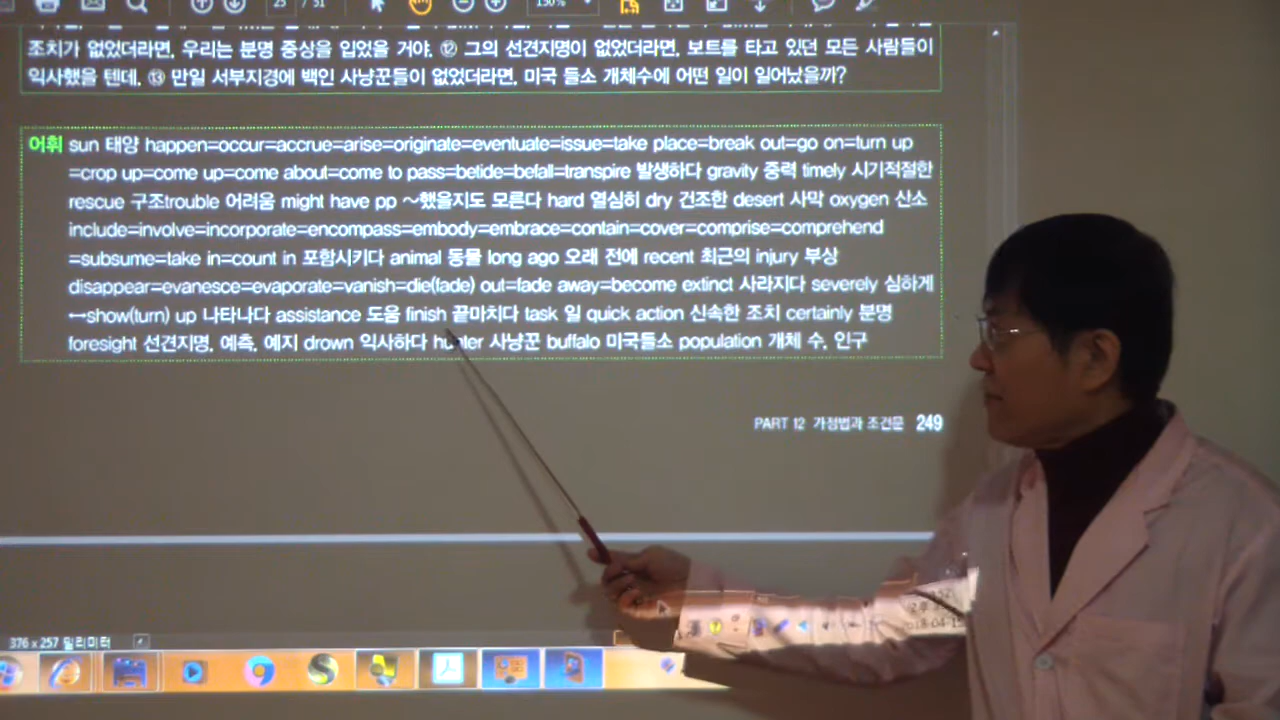 25 / 51
150%
조치가 없었더라면, 우리는 분명 중상을 입었을 거야. ⑫ 그의 선견지명이 없었더라면, 보트를 타고 있던 모든 사람들이
익사했을 텐데. ⑬ 만일 서부지경에 백인 사냥꾼들이 없었더라면, 미국 들소 개체수에 어떤 일이 일어났을까?
어휘 sun 태양 happen=occur=accrue=arise=originate=eventuate=issue=take place=break out=go on=turn up
=crop up=come up=come about=come to pass=betide=befall=transpire 발생하다 gravity 중력 timely 시기적절한
rescue 구조trouble 어려움 might have pp ~했을지도 모른다 hard 열심히 dry 건조한 desert 사막 oxygen 산소
include=involve=incorporate=encompass=embody=embrace=contain=cover=comprise=comprehend
=subsume=take in=count in 포함시키다 animal 동물 long ago 오래 전에 recent 최근의 injury 부상
disappear=evanesce=evaporate=vanish=die(fade) out=fade away=become extinct 사라지다 severely 심하게
↔show(turn) up 나타나다 assistance 도움 finish 끝마치다 task 일 quick action 신속한 조치 certainly 분명
foresight 선견지명, 예측, 예지 drown 익사하다 hunter 사냥꾼 buffalo 미국들소 population 개체 수, 인구
PART 12 가정법과 조건문 249
376 x 257 밀리미터